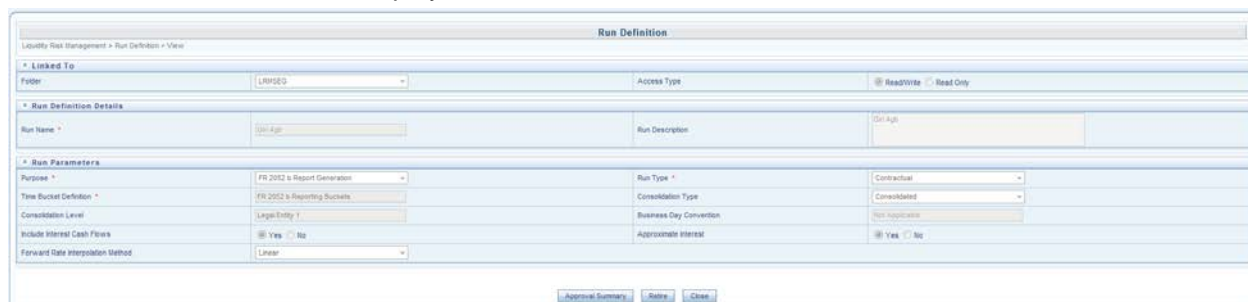 Run Definition
Liquidity Risk Management > Run Definition > View
Linked To
Folder LRMSEG Access Type Read/Write Read Only
Run Definition Details
Run Name * Run Description
Run Parameters
Purpose * FR 2052 b Report Generation Run Type * Contractual
Time Bucket Definition * FR 2052 b Reporting Buckets Consolidation Type Consolidated
Consolidation Level Legal Entity 1 Business Day Convention Not Applicable
Include Interest Cash Flows Yes No Approximate Interest Yes No
Forward Rate Interpolation Method Linear
Approval Summary Retire Close